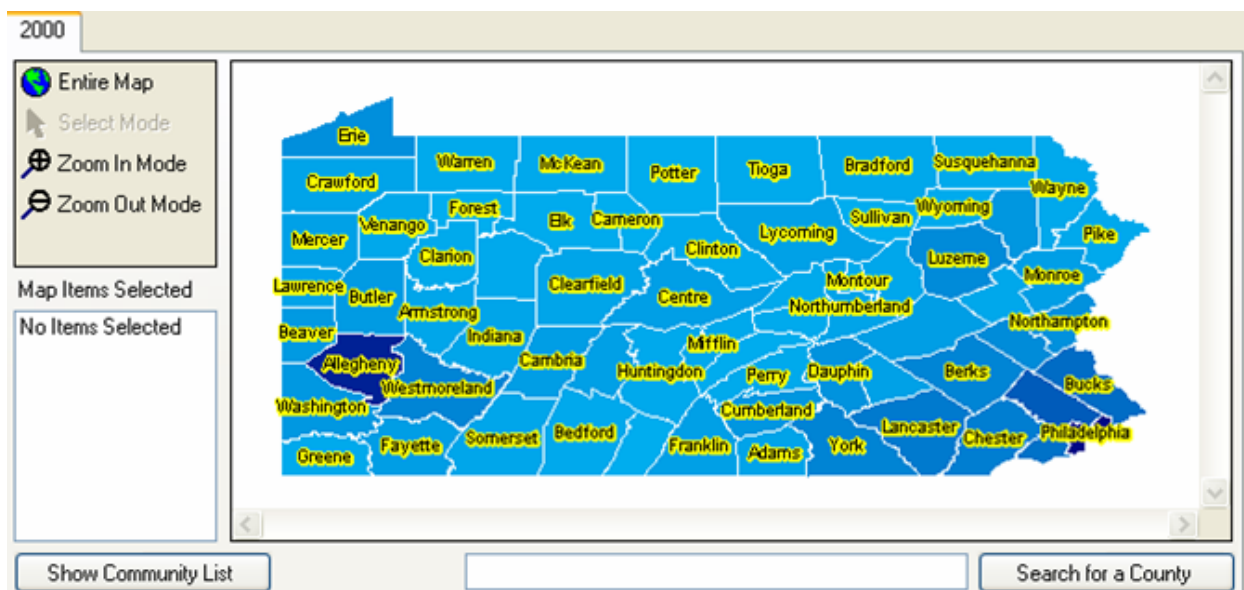 2000
Entire Map
Select Mode
Zoom In Mode
Zoom Out Mode
Map Items Selected
No Items Selected
Erie
Warren
McKean
Potter
Tioga
Bradford
Susquehanna
Crawford
Wayne
Venango
Forest
Elk
Cameron
Sullivan
Wyoming
Mercer
Clarion
Clinton
Lycoming
Pike
Luzerne
Lawrence
Butler
Clearfield
Centre
Montour
Monroe
Armstrong
Northumberland
Beaver
Indiana
Mifflin
Northampton
Allegheny
Cambria
Huntingdon
Perry
Dauphin
Berks
Bucks
Westmoreland
Washington
Cumberland
Lancaster
Philadelphia
Greene
Fayette
Somerset
Bedford
Franklin
Adams
York
Chester
Show Community List
Search for a County